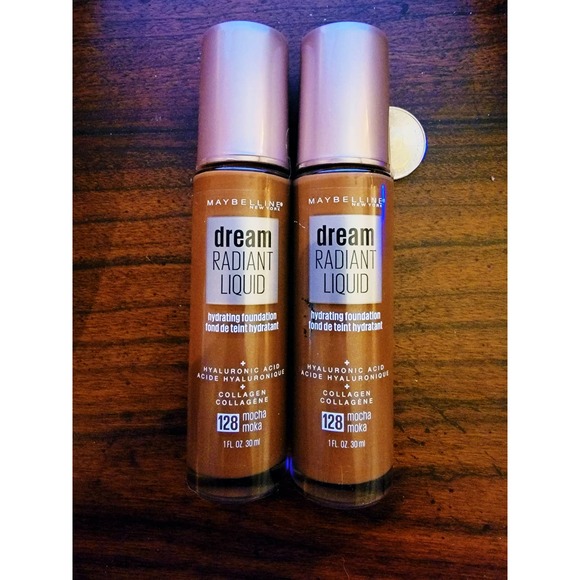 MAYBELLINE®
NEW YORK
dream
RADIANT
LIQUID
hydrating foundation
fond de teint hydratant
+
HYALURONIC ACID
ACIDE HYALURONIQUE
+
COLLAGEN
COLLAGÈNE
128 mocha
moka
1 FL. OZ. 30 ml
MAYBELLINE®
NEW YORK
dream
RADIANT
LIQUID
hydrating foundation
fond de teint hydratant
+
HYALURONIC ACID
ACIDE HYALURONIQUE
+
COLLAGEN
COLLAGÈNE
128 mocha
moka
1 FL. OZ. 30 ml